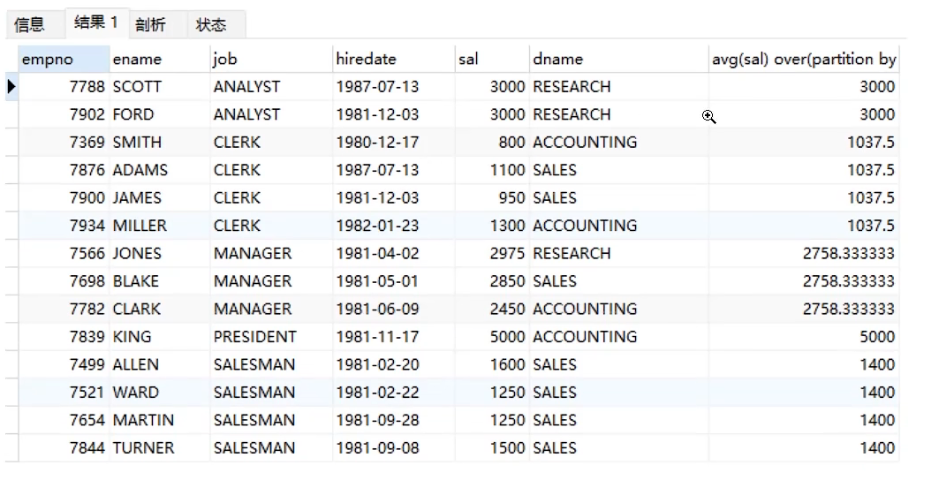 信息 结果 1 剖析 状态
empno ename job hiredate sal dname avg(sal) over(partition by
7788 SCOTT ANALYST 1987-07-13 3000 RESEARCH 3000
7902 FORD ANALYST 1981-12-03 3000 RESEARCH 3000
7369 SMITH CLERK 1980-12-17 800 ACCOUNTING 1037.5
7876 ADAMS CLERK 1987-07-13 1100 SALES 1037.5
7900 JAMES CLERK 1981-12-03 950 SALES 1037.5
7934 MILLER CLERK 1982-01-23 1300 ACCOUNTING 1037.5
7566 JONES MANAGER 1981-04-02 2975 RESEARCH 2758.333333
7698 BLAKE MANAGER 1981-05-01 2850 SALES 2758.333333
7782 CLARK MANAGER 1981-06-09 2450 ACCOUNTING 2758.333333
7839 KING PRESIDENT 1981-11-17 5000 ACCOUNTING 5000
7499 ALLEN SALESMAN 1981-02-20 1600 SALES 1400
7521 WARD SALESMAN 1981-02-22 1250 SALES 1400
7654 MARTIN SALESMAN 1981-09-28 1250 SALES 1400
7844 TURNER SALESMAN 1981-09-08 1500 SALES 1400